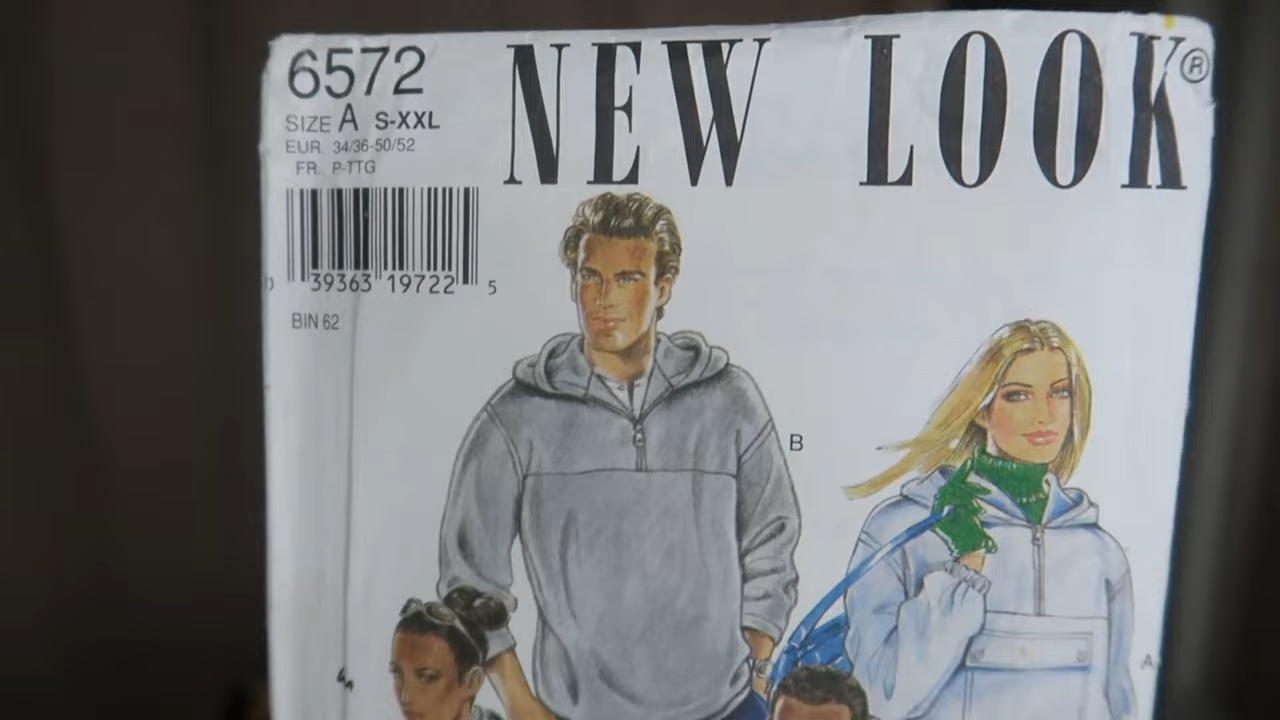 6572
NEW LOOK®
SIZE A S-XXL
EUR. 34/36-50/52
FR. P-TTG
0 39363 19722 5
BIN 62
B
A